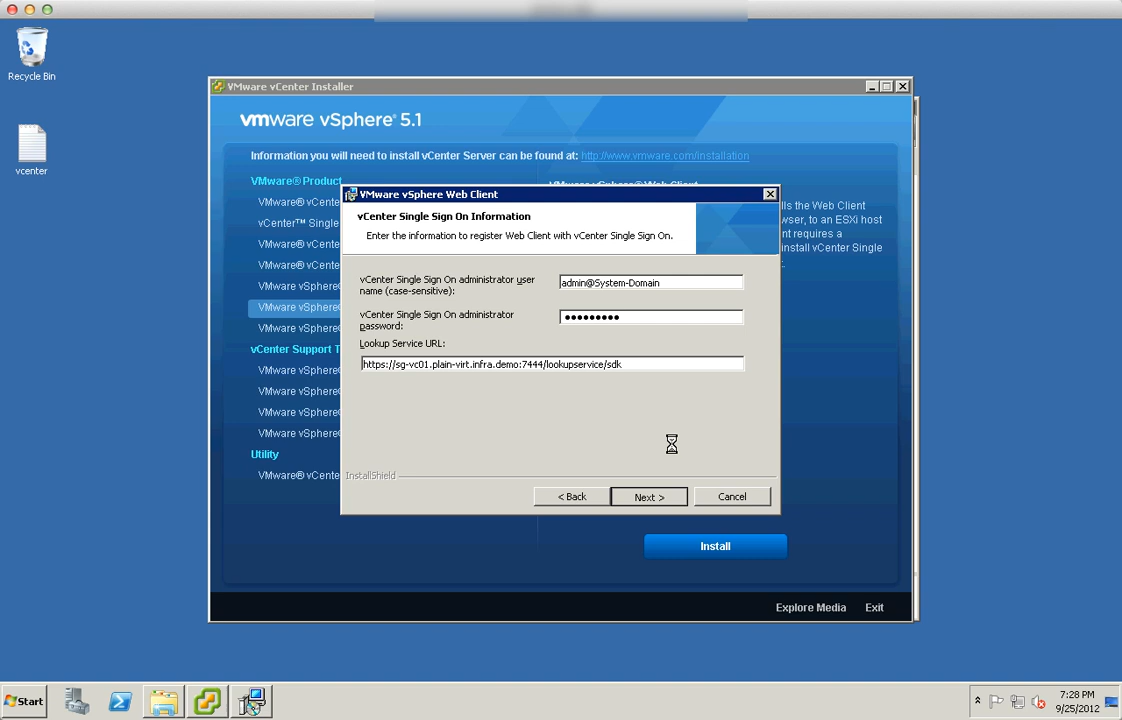 Recycle Bin
vcenter
VMware vCenter Installer
vmware vSphere® 5.1
Information you will need to install vCenter Server can be found at: http://www.vmware.com/installation
VMware® Product
VMware® vCente
vCenter™ Single
VMware® vCente
VMware® vCente
VMware vSphere®
VMware vSphere®
VMware vSphere®
vCenter Support T
VMware vSphere®
VMware vSphere®
VMware vSphere®
VMware vSphere®
Utility
VMware® vCente
VMware vSphere® Web Client
lls the Web Client
wser, to an ESXi host
nt requires a
install vCenter Single
VMware vSphere Web Client
vCenter Single Sign On Information
Enter the information to register Web Client with vCenter Single Sign On.
vCenter Single Sign On administrator user
name (case-sensitive):
admin@System-Domain
vCenter Single Sign On administrator
password:
●●●●●●●●●
Lookup Service URL:
https://sg-vc01.plain-virt.infra.demo:7444/lookupservice/sdk
InstallShield
< Back
Next >
Cancel
Install
Explore Media
Exit
Start
7:28 PM
9/25/2012